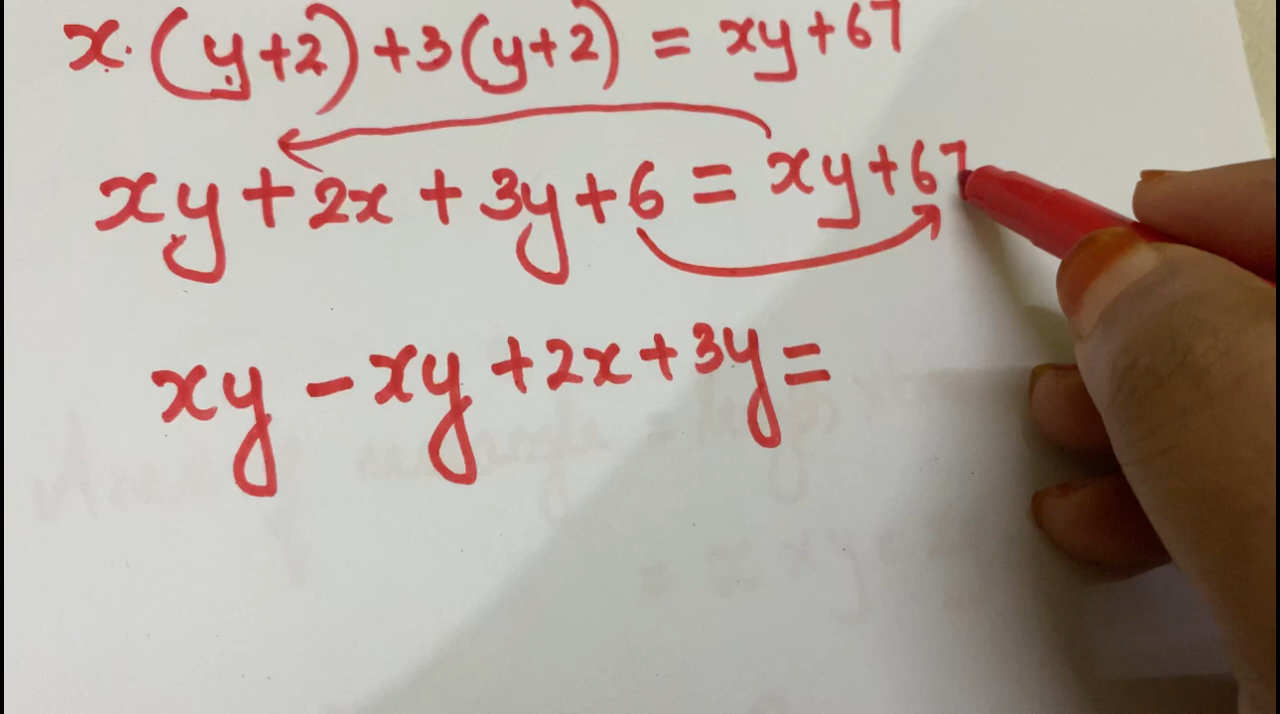 x.(y+2)+3(y+2) = xy+67
xy+2x+3y+6 = xy+67
xy-xy+2x+3y=